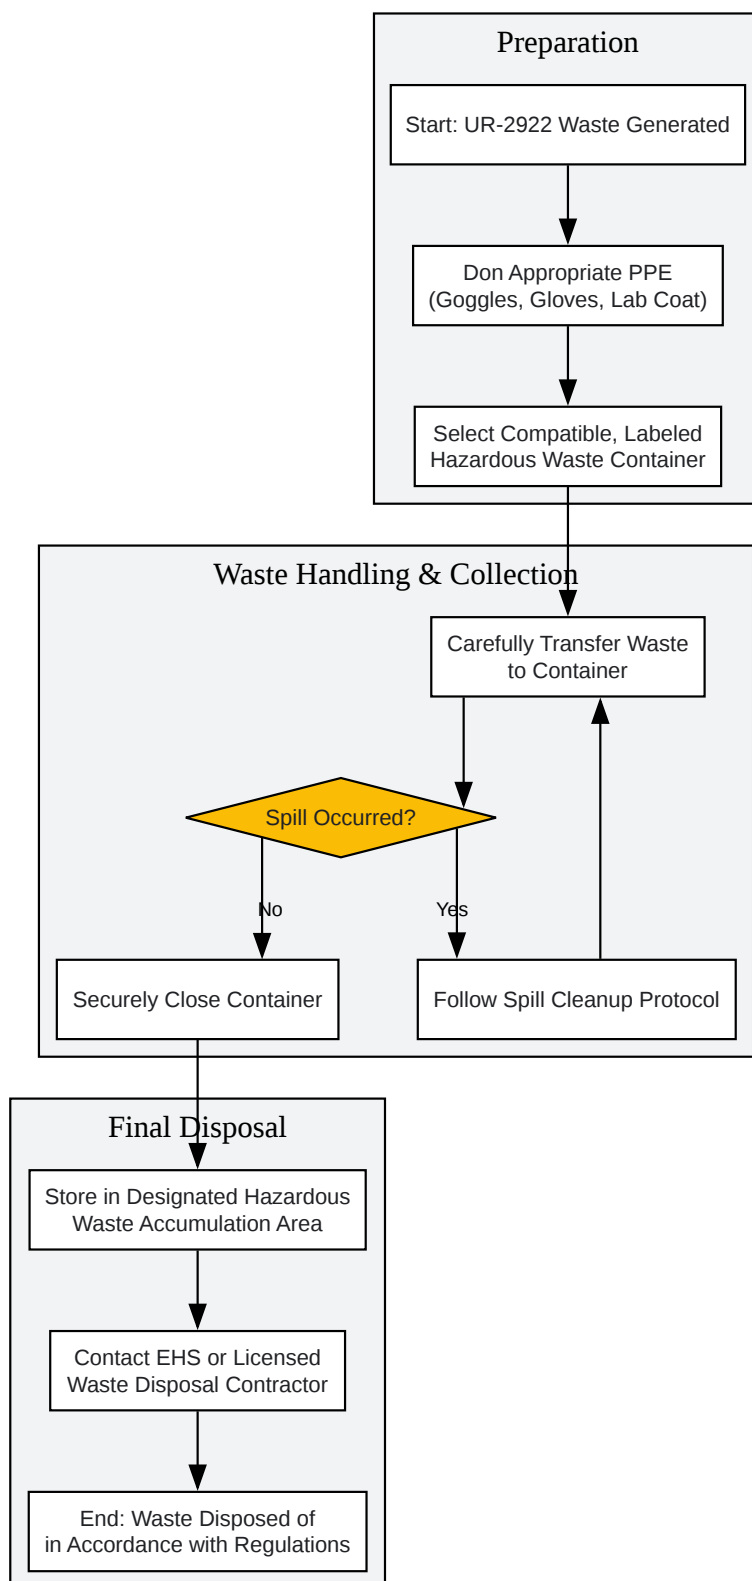 Preparation
Start: UR-2922 Waste Generated
Don Appropriate PPE
(Goggles, Gloves, Lab Coat)
Select Compatible, Labeled
Hazardous Waste Container
Waste Handling & Collection
Carefully Transfer Waste
to Container
Spill Occurred?
No
Yes
Securely Close Container
Follow Spill Cleanup Protocol
Final Disposal
Store in Designated Hazardous
Waste Accumulation Area
Contact EHS or Licensed
Waste Disposal Contractor
End: Waste Disposed of
in Accordance with Regulations